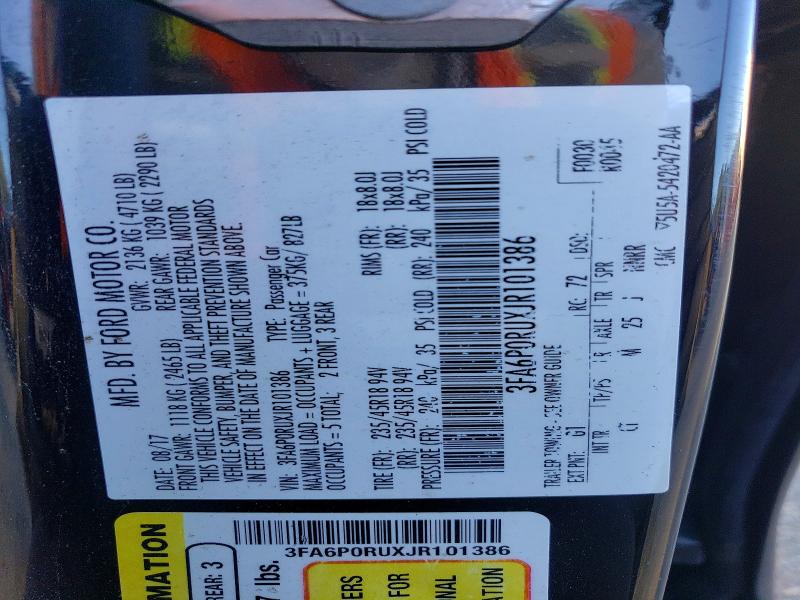 MFD. BY FORD MOTOR CO.
DATE: 08/17 GVWR: 2136 KG ( 4710 LB)
FRONT GAWR: 1118 KG ( 2465 LB) REAR GAWR: 1039 KG ( 2290 LB)
THIS VEHICLE CONFORMS TO ALL APPLICABLE FEDERAL MOTOR
VEHICLE SAFETY, BUMPER, AND THEFT PREVENTION STANDARDS
IN EFFECT ON THE DATE OF MANUFACTURE SHOWN ABOVE.
VIN: 3FA6P0RUXJR101386 TYPE: Passenger Car
MAXIMUM LOAD = OCCUPANTS + LUGGAGE = 375KG/ 827LB
OCCUPANTS = 5 TOTAL, 2 FRONT, 3 REAR
TIRE (FR): 235/45R18 94V RIMS (FR): 18x8.0J
(RR): 235/45R18 94V (RR): 18x8.0J
PRESSURE (FR): 240 kPa/ 35 PSI COLD (RR): 240 kPa/ 35 PSI COLD
3FA6P0RUXJR101386
TRAILER TOWING - SEE OWNER GUIDE F0030
EXT PNT: G1 RC: 72 DSO:
INT TR TP/PS R AXLE TR SPR
M 25 J
5U5A-5420472-AA
3FA6P0RUXJR101386
MATION
REAR: 3
7 lbs.
ERS
FOR
ONAL
ATION